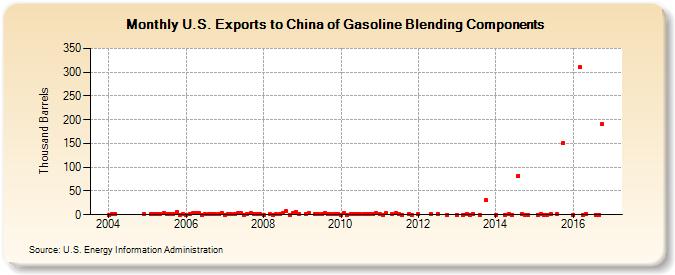 Monthly U.S. Exports to China of Gasoline Blending Components
Thousand Barrels
350
300
250
200
150
100
50
0
2004 2006 2008 2010 2012 2014 2016
Source: U.S. Energy Information Administration